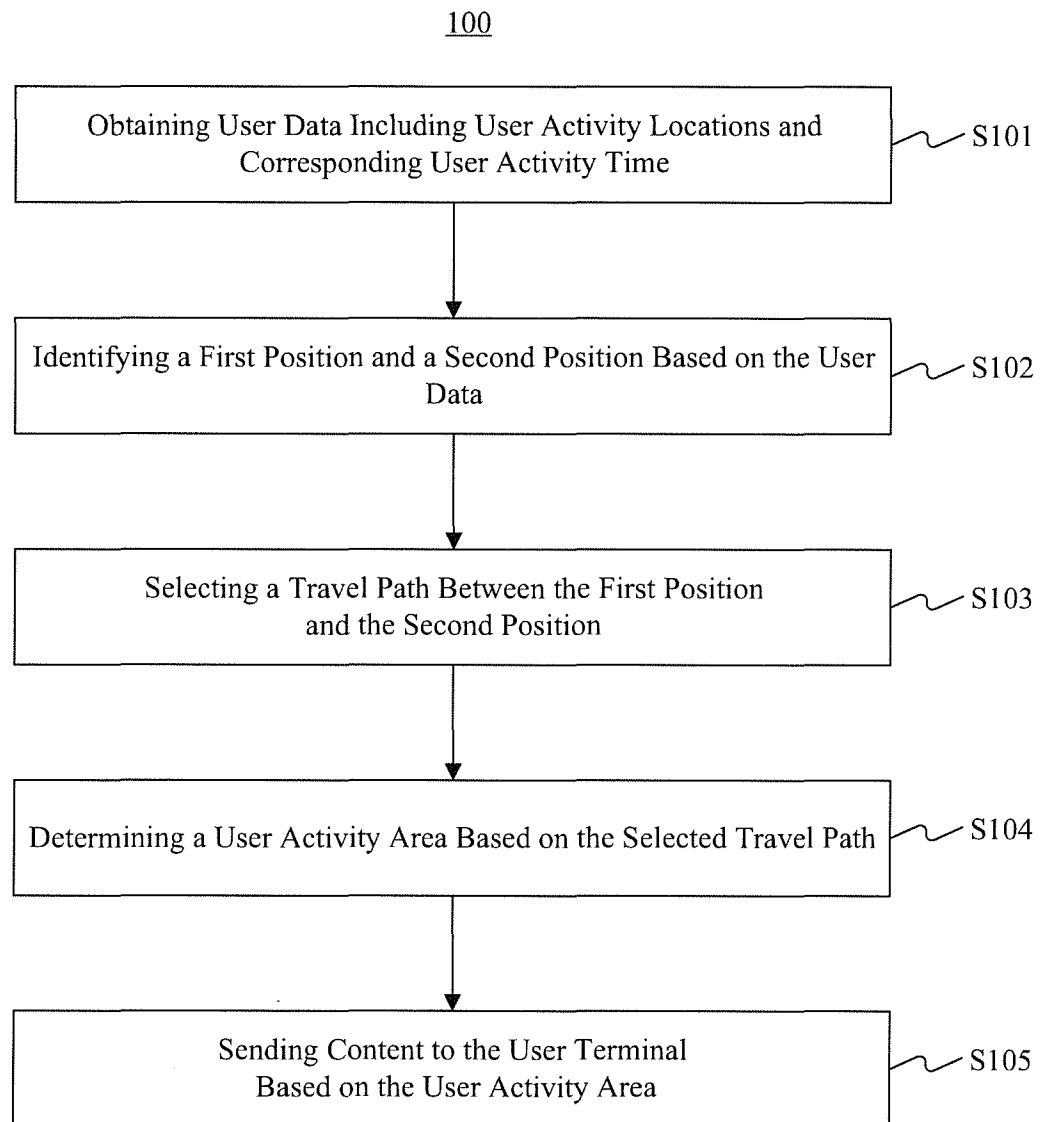 100
Obtaining User Data Including User Activity Locations and
Corresponding User Activity Time
S101
Identifying a First Position and a Second Position Based on the User
Data
S102
Selecting a Travel Path Between the First Position
and the Second Position
S103
Determining a User Activity Area Based on the Selected Travel Path
S104
Sending Content to the User Terminal
Based on the User Activity Area
S105